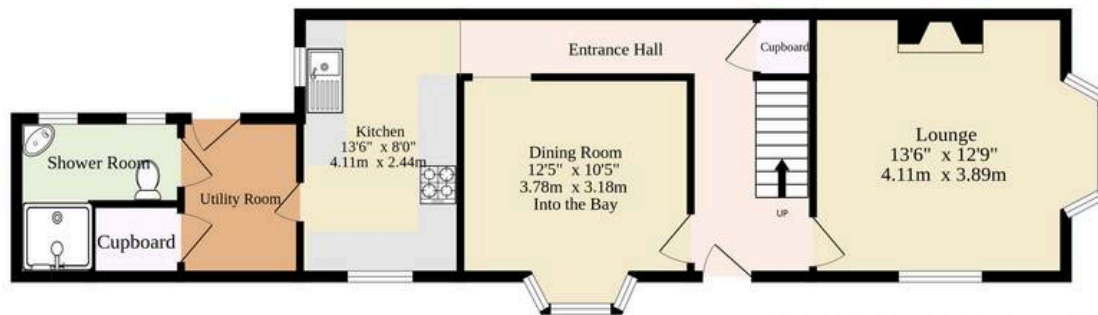 Entrance Hall
Cupboard
Kitchen
13'6" x 8'0"
4.11m x 2.44m
Lounge
13'6" x 12'9"
4.11m x 3.89m
Dining Room
12'5" x 10'5"
3.78m x 3.18m
Into the Bay
Shower Room
Utility Room
UP
Cupboard